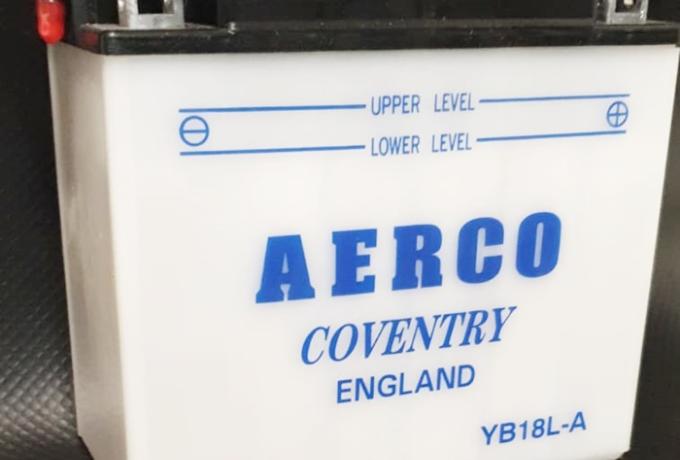 UPPER LEVEL
⊖ ⊕
LOWER LEVEL
AERCO
COVENTRY
ENGLAND
YB18L-A